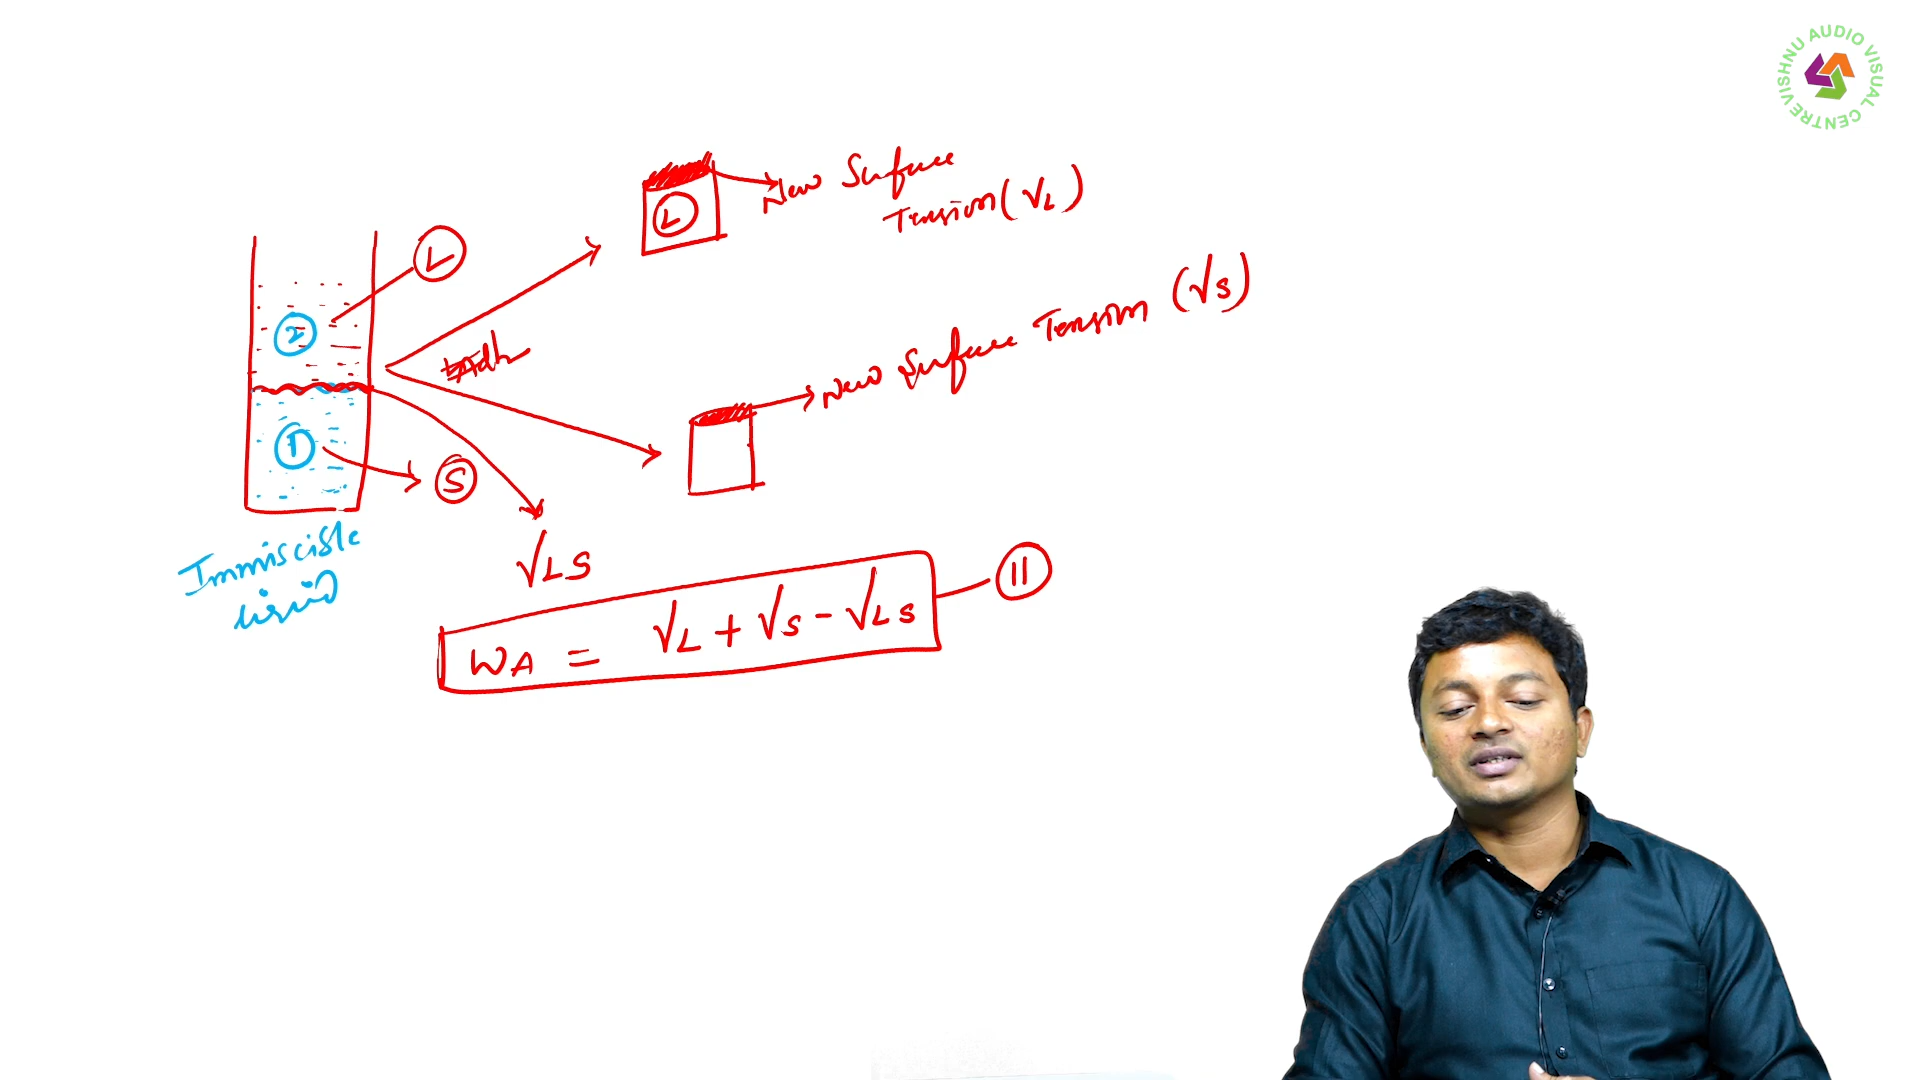 VISHNU AUDIO VISUAL CENTRE
L
New Surface
Tension (γL)
L
2
New Surface Tension (γS)
1
S
Immiscible
liquid
γLS
WA = γL + γS - γLS
11